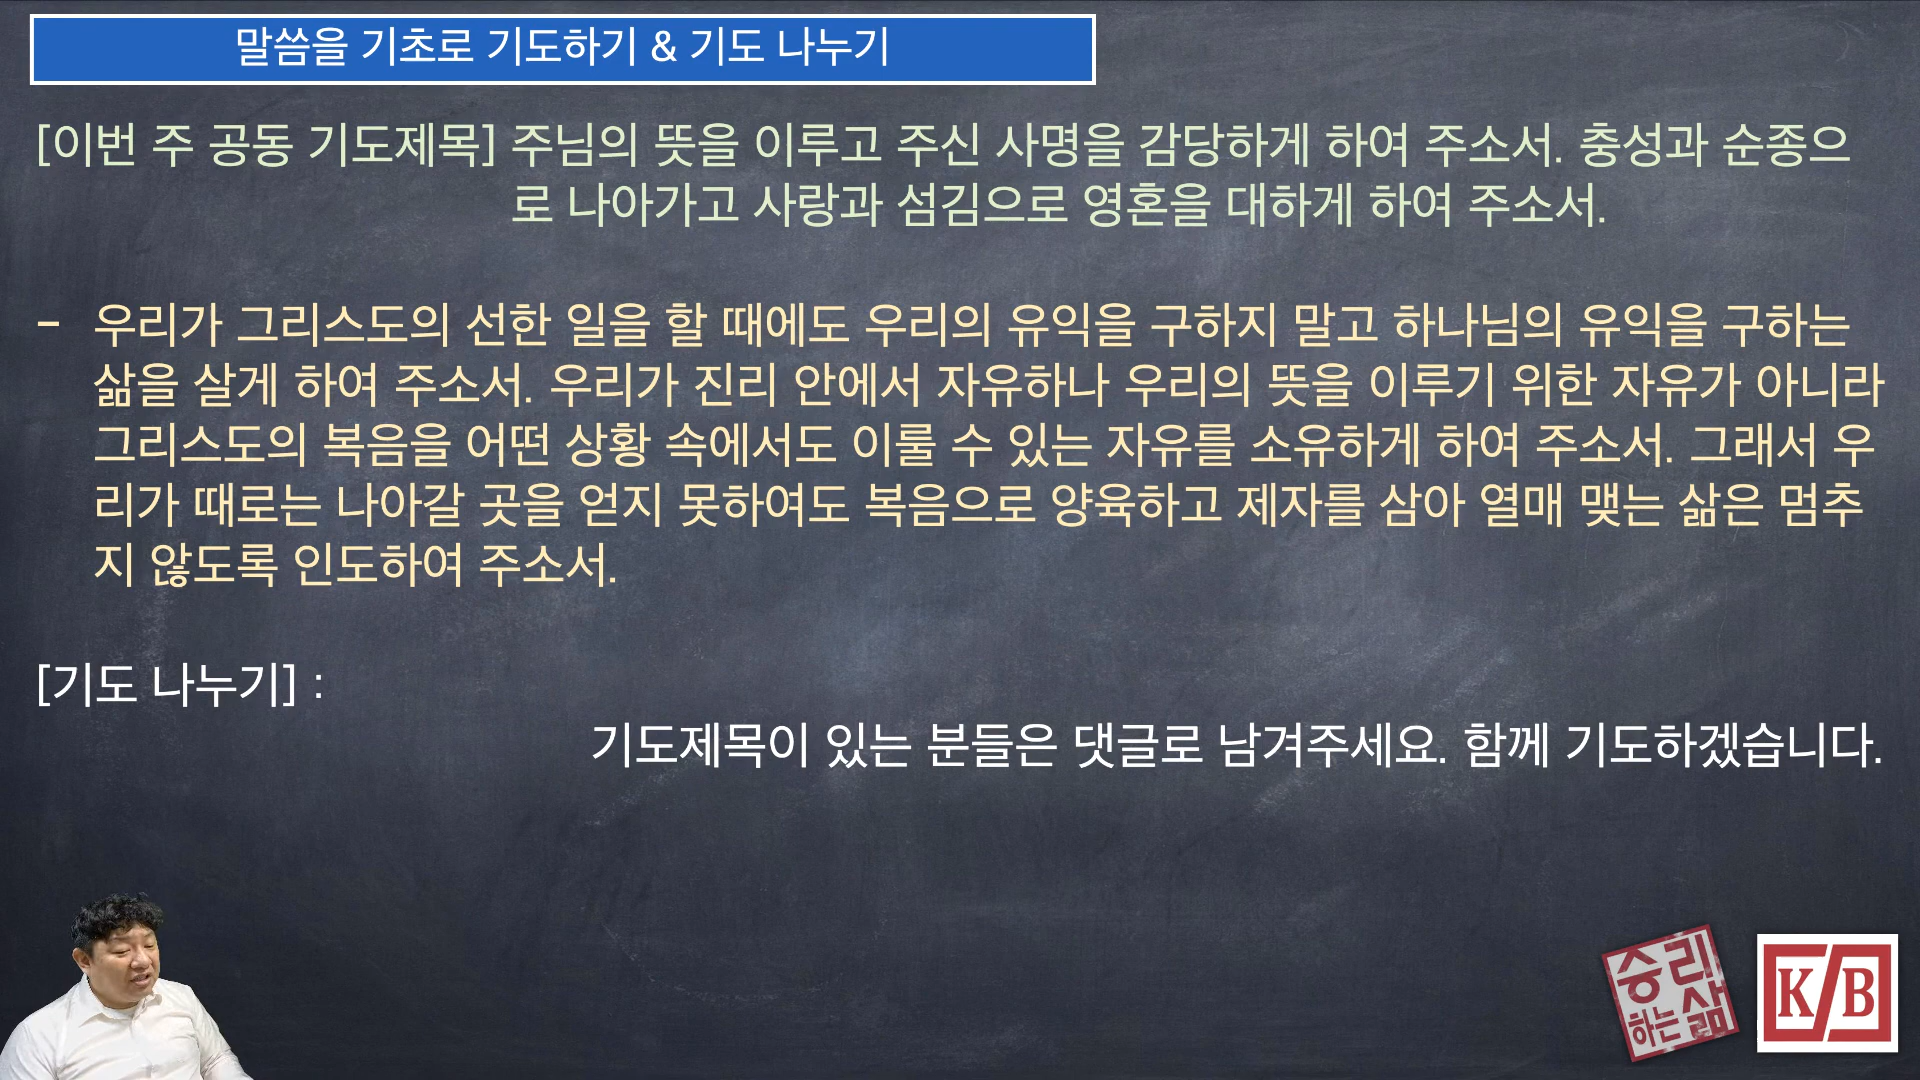 말씀을 기초로 기도하기 & 기도 나누기
[이번 주 공동 기도제목] 주님의 뜻을 이루고 주신 사명을 감당하게 하여 주소서. 충성과 순종으
로 나아가고 사랑과 섬김으로 영혼을 대하게 하여 주소서.
- 우리가 그리스도의 선한 일을 할 때에도 우리의 유익을 구하지 말고 하나님의 유익을 구하는
삶을 살게 하여 주소서. 우리가 진리 안에서 자유하나 우리의 뜻을 이루기 위한 자유가 아니라
그리스도의 복음을 어떤 상황 속에서도 이룰 수 있는 자유를 소유하게 하여 주소서. 그래서 우
리가 때로는 나아갈 곳을 얻지 못하여도 복음으로 양육하고 제자를 삼아 열매 맺는 삶은 멈추
지 않도록 인도하여 주소서.
[기도 나누기] :
기도제목이 있는 분들은 댓글로 남겨주세요. 함께 기도하겠습니다.
승리
하는 삶
K/B